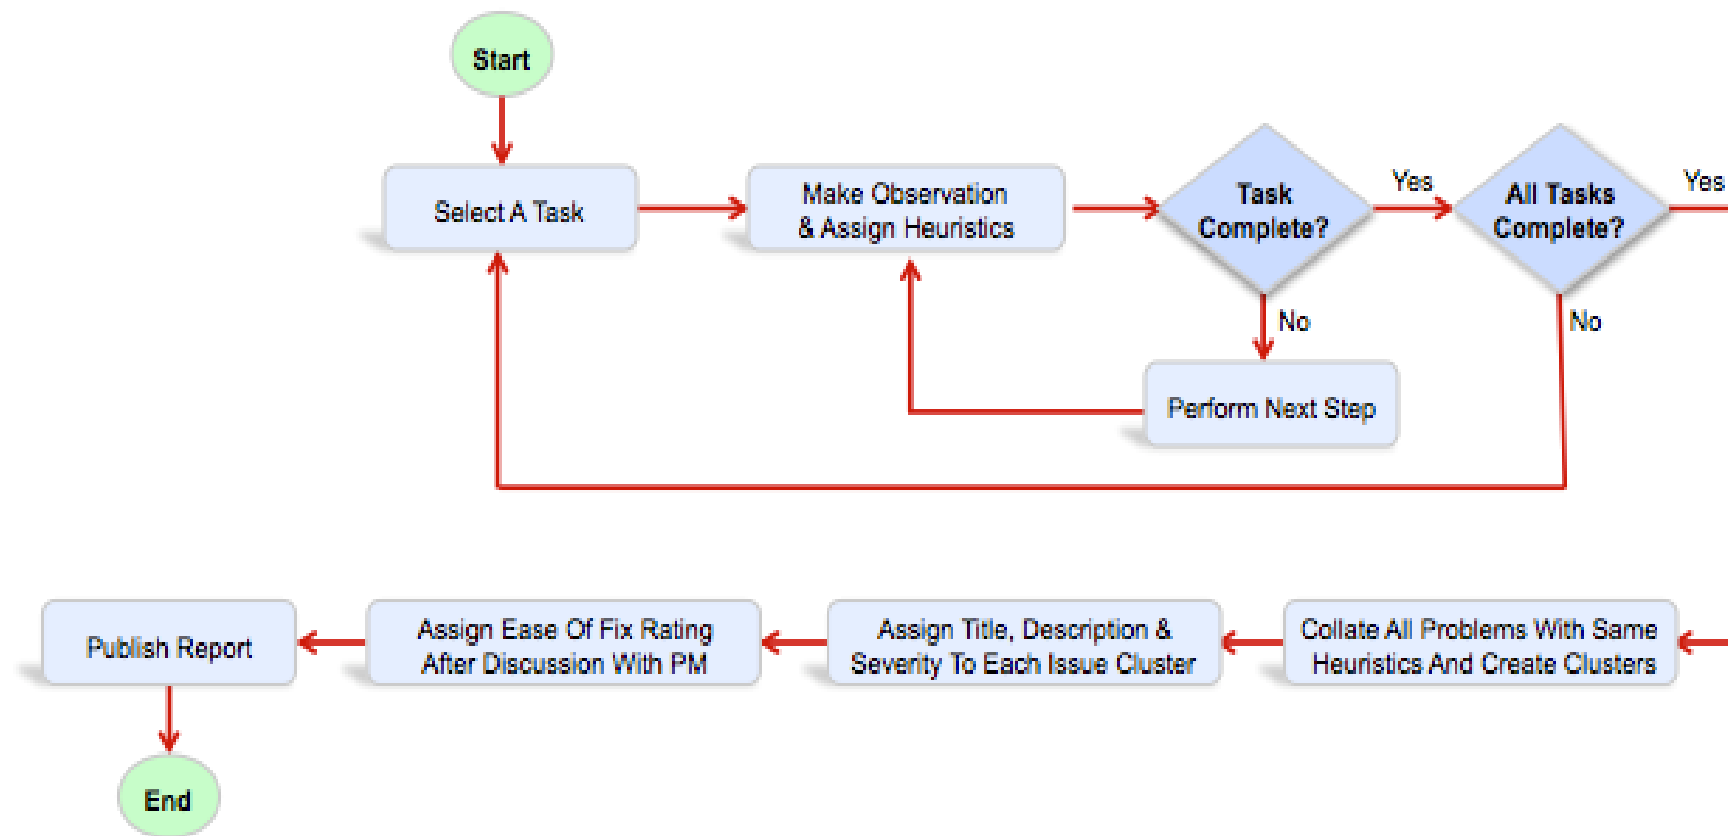 Start
Select A Task
Make Observation
& Assign Heuristics
Task
Complete?
Yes
All Tasks
Complete?
Yes
No
No
Perform Next Step
Collate All Problems With Same
Heuristics And Create Clusters
Assign Title, Description &
Severity To Each Issue Cluster
Assign Ease Of Fix Rating
After Discussion With PM
Publish Report
End